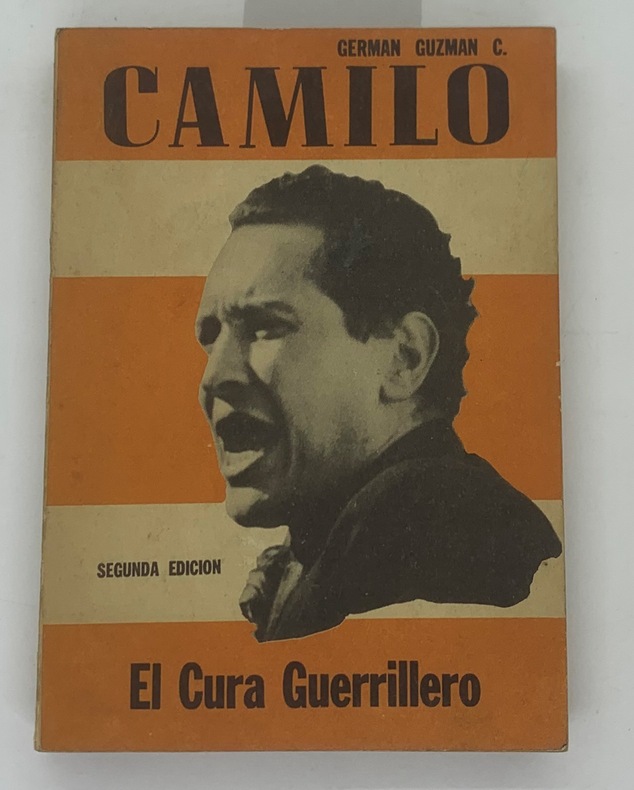 GERMAN GUZMAN C.
CAMILO
SEGUNDA EDICION
El Cura Guerrillero